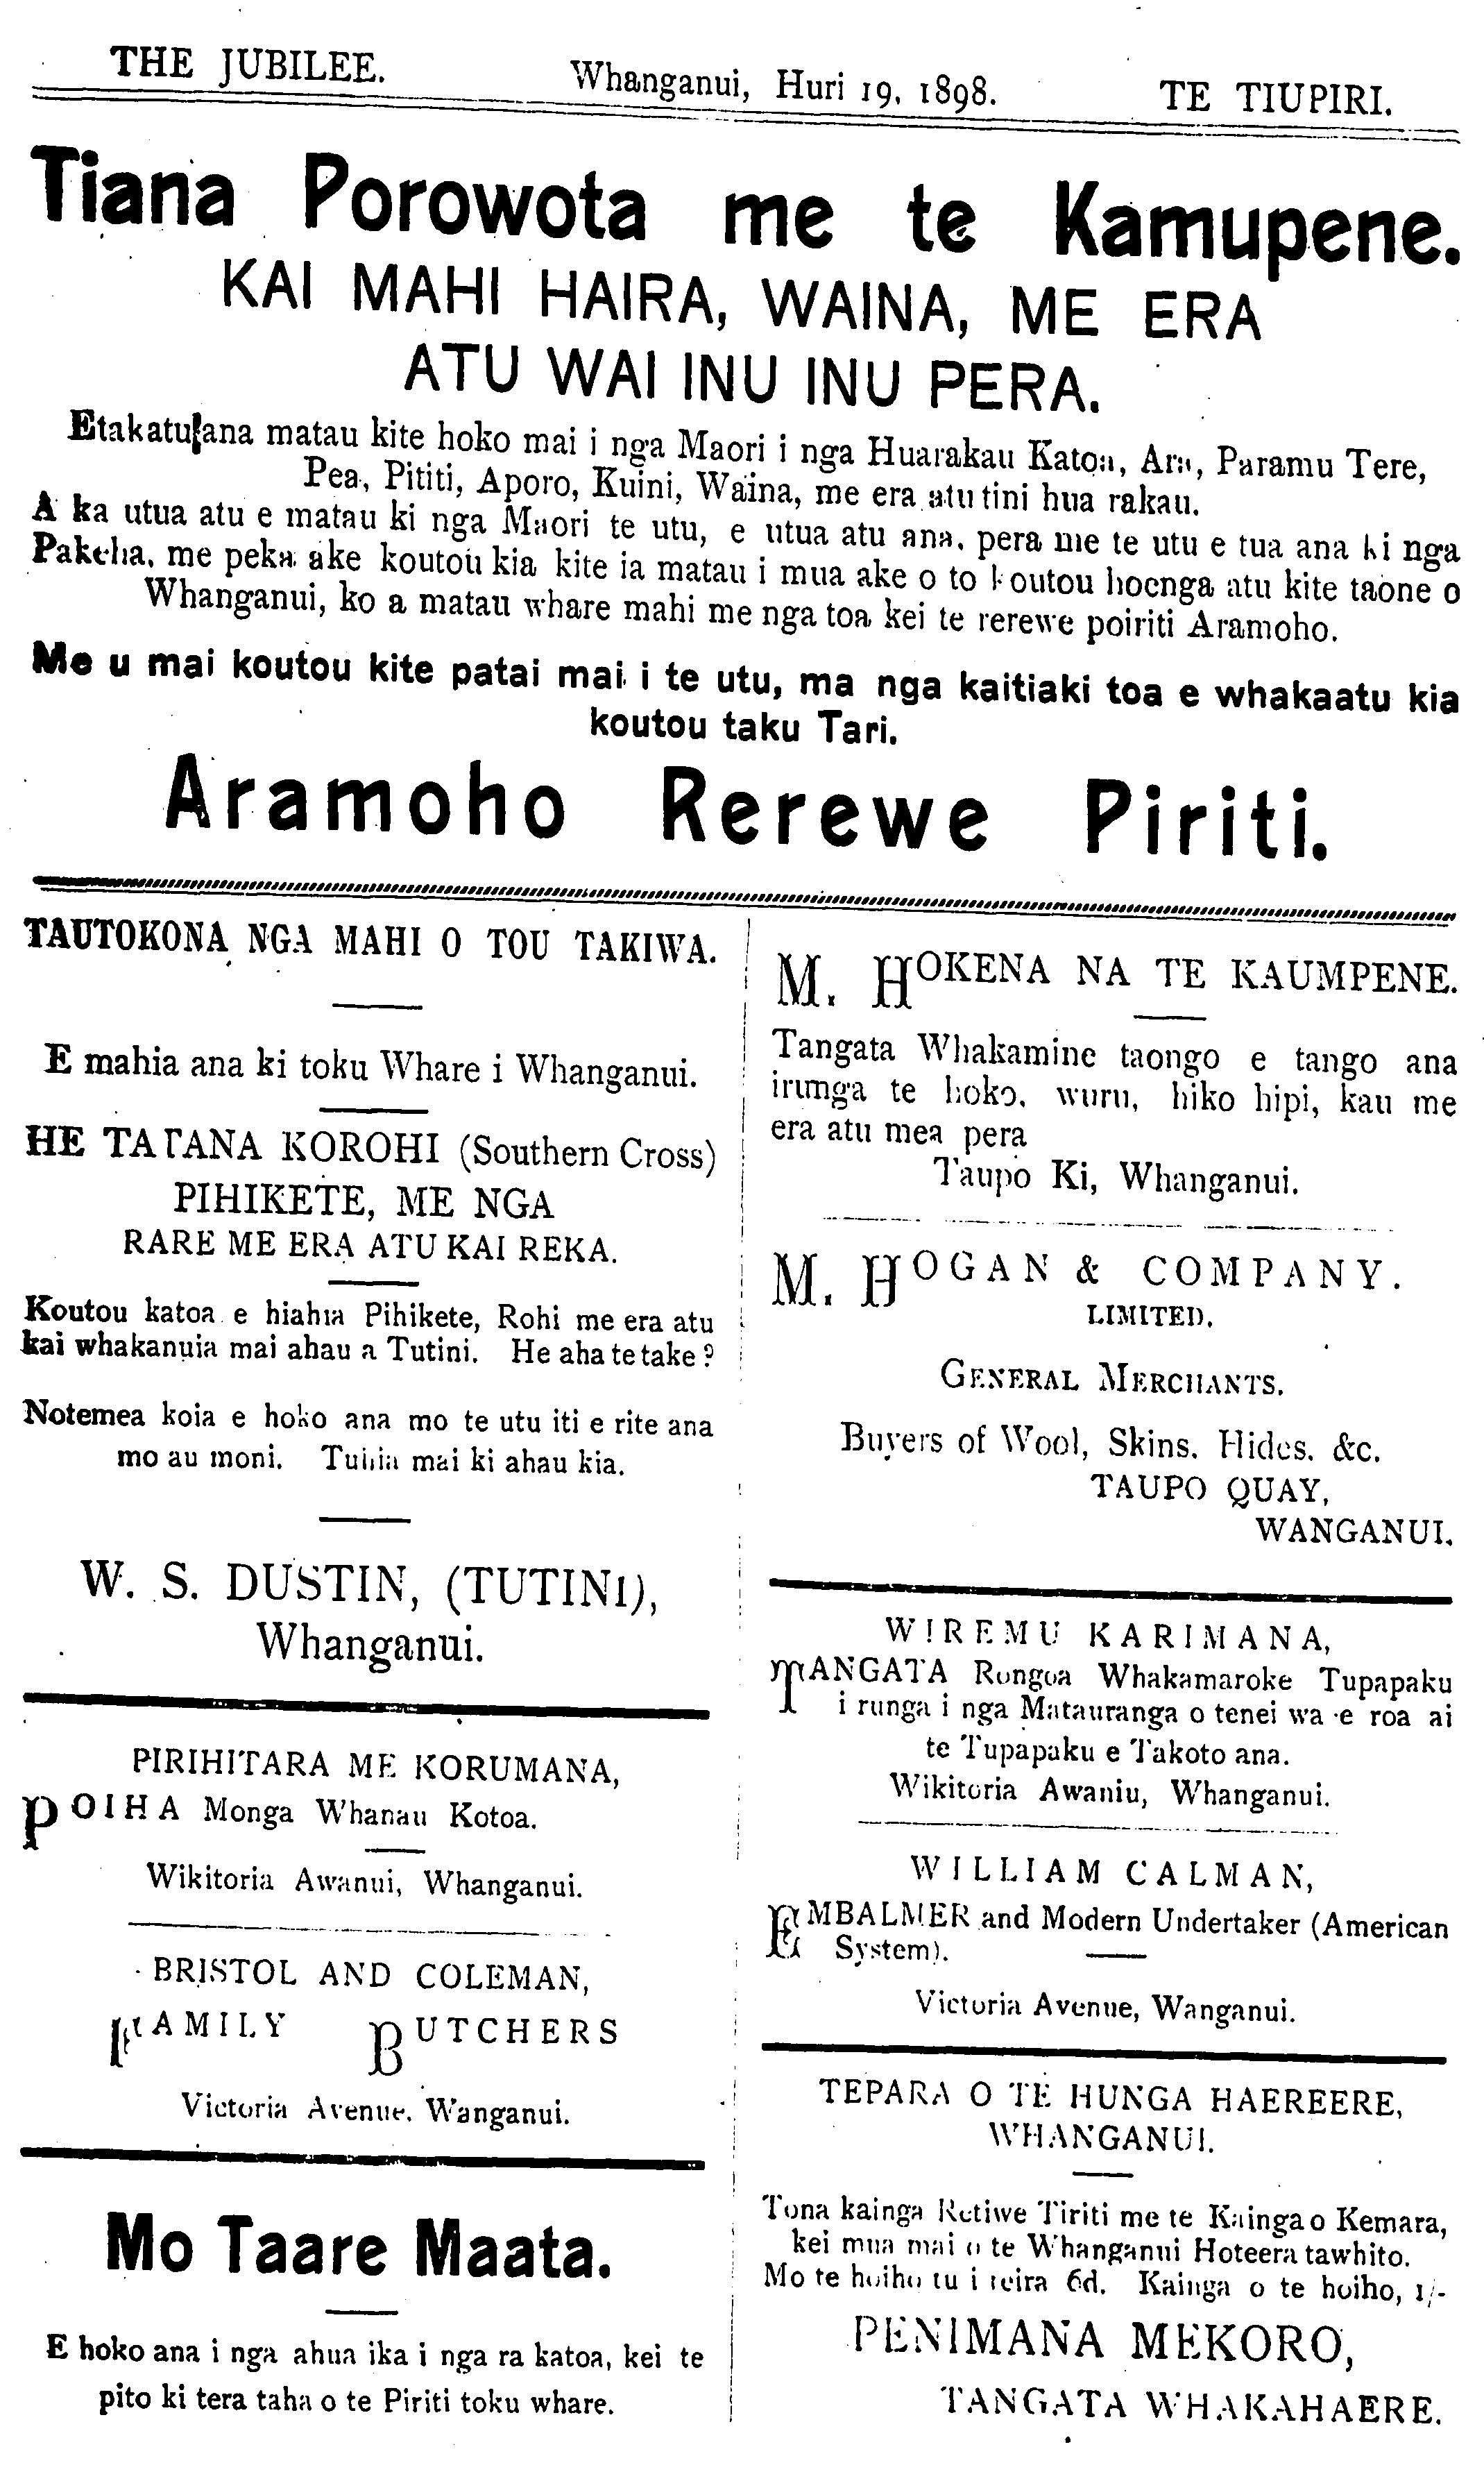 THE JUBILEE. Whanganui, Huri 19, 1898. TE TIUPIRI.
Tiana Porowota me te Kamupene.
KAI MAHI HAIRA, WAINA, ME ERA
ATU WAI INU INU PERA.
Etakatu ana matau kite hoko mai i nga Maori i nga Huarakau Katoa, Ara, Paramu Tere,
Pea, Pititi, Aporo, Kuini, Waina, me era atu tini hua rakau.
A ka utua atu e matau ki nga Maori te utu, e utua atu ana, pera me te utu e tua ana ki nga
Pakeha, me peka ake koutou kia kite ia matau i mua ake o to koutou hoenga atu kite taone o
Whanganui, ko a matau whare mahi me nga toa kei te rerewe poiriti Aramoho.
Me u mai koutou kite patai mai i te utu, ma nga kaitiaki toa e whakaatu kia
koutou taku Tari.
Aramoho Rerewe Piriti.
TAUTOKONA NGA MAHI O TOU TAKIWA.
E mahia ana ki toku Whare i Whanganui.
HE TATANA KOROHI (Southern Cross)
PIHIKETE, ME NGA
RARE ME ERA ATU KAI REKA.
Koutou katoa e hiahia Pihikete, Rohi me era atu
kai whakanuia mai ahau a Tutini. He aha te take ?
Notemea koia e hoko ana mo te utu iti e rite ana
mo au moni. Tuhia mai ki ahau kia.
W. S. DUSTIN, (TUTINI),
Whanganui.
PIRIHITARA ME KORUMANA,
POIHA Monga Whanau Kotoa.
Wikitoria Awanui, Whanganui.
BRISTOL AND COLEMAN,
FAMILY BUTCHERS
Victoria Avenue, Wanganui.
Mo Taare Maata.
E hoko ana i nga ahua ika i nga ra katoa, kei te
pito ki tera taha o te Piriti toku whare.
M. HOKENA NA TE KAUMPENE.
Tangata Whakamine taongo e tango ana
irunga te hoko, wuru, hiko hipi, kau me
era atu mea pera
Taupo Ki, Whanganui.
M. HOGAN & COMPANY.
LIMITED.
GENERAL MERCHANTS.
Buyers of Wool, Skins, Hides, &c.
TAUPO QUAY,
WANGANUI.
WIREMU KARIMANA,
TANGATA Rongoa Whakamaroke Tupapaku
i runga i nga Matauranga o tenei wa e roa ai
te Tupapaku e Takoto ana.
Wikitoria Awaniu, Whanganui.
WILLIAM CALMAN,
EMBALMER and Modern Undertaker (American
System).
Victoria Avenue, Wanganui.
TEPARA O TE HUNGA HAEREERE,
WHANGANUI.
Tona kainga Retiwe Tiriti me te Kainga o Kemara,
kei mua mai o te Whanganui Hoteera tawhito.
Mo te hoiho tu i reira 6d. Kainga o te hoiho, 1/-
PENIMANA MEKORO,
TANGATA WHAKAHAERE.